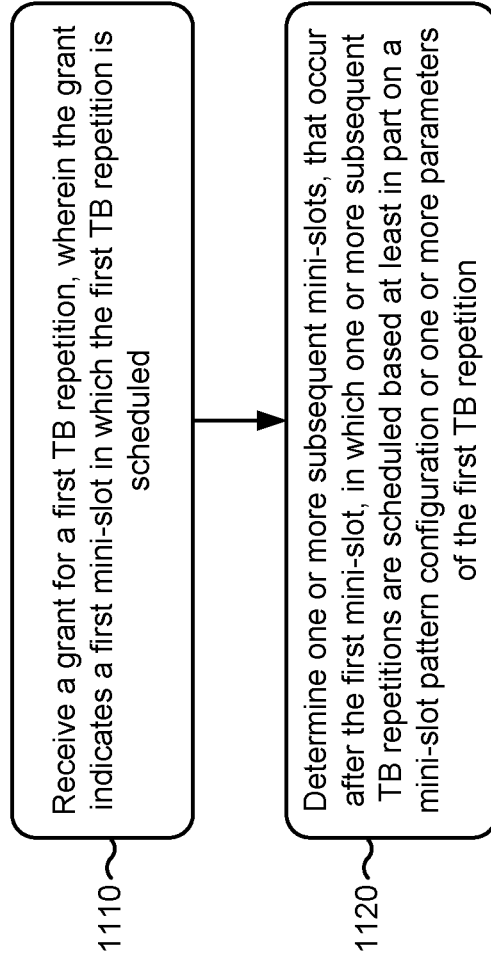 1110
Receive a grant for a first TB repetition, wherein the grant
indicates a first mini-slot in which the first TB repetition is
scheduled
1120
Determine one or more subsequent mini-slots, that occur
after the first mini-slot, in which one or more subsequent
TB repetitions are scheduled based at least in part on a
mini-slot pattern configuration or one or more parameters
of the first TB repetition